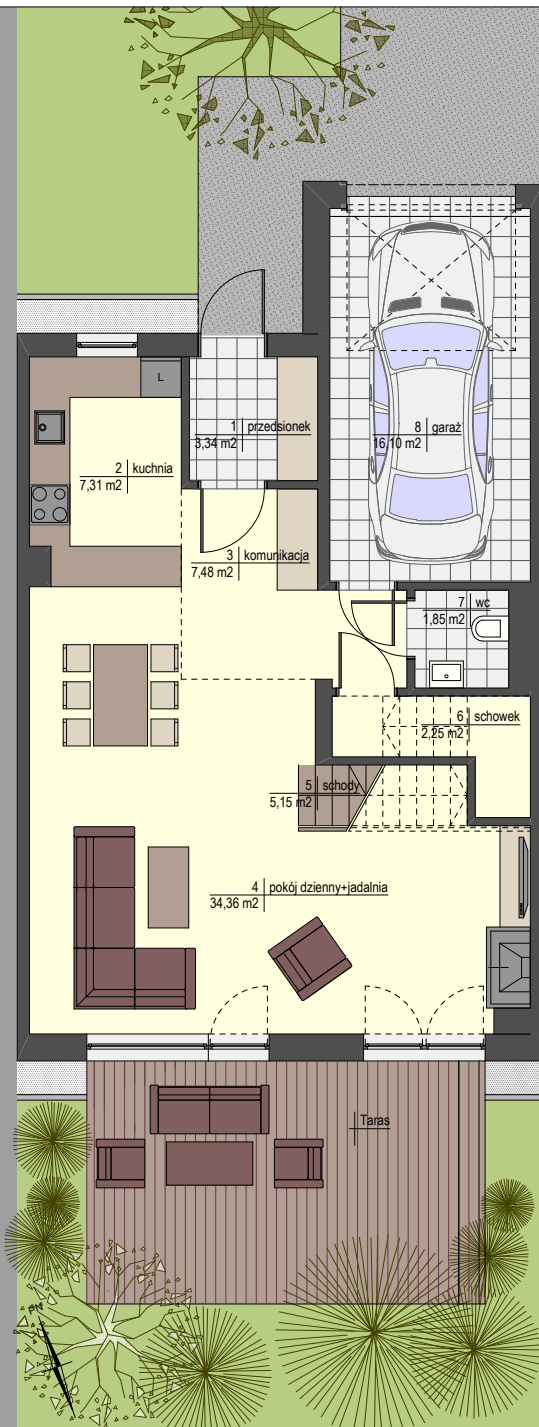 L
1 przedsionek
3,34 m2
8 garaż
16,10 m2
2 kuchnia
7,31 m2
3 komunikacja
7,48 m2
7 wc
1,85 m2
6 schowek
2,25 m2
5 schody
5,15 m2
4 pokój dzienny+jadalnia
34,36 m2
Taras
PN